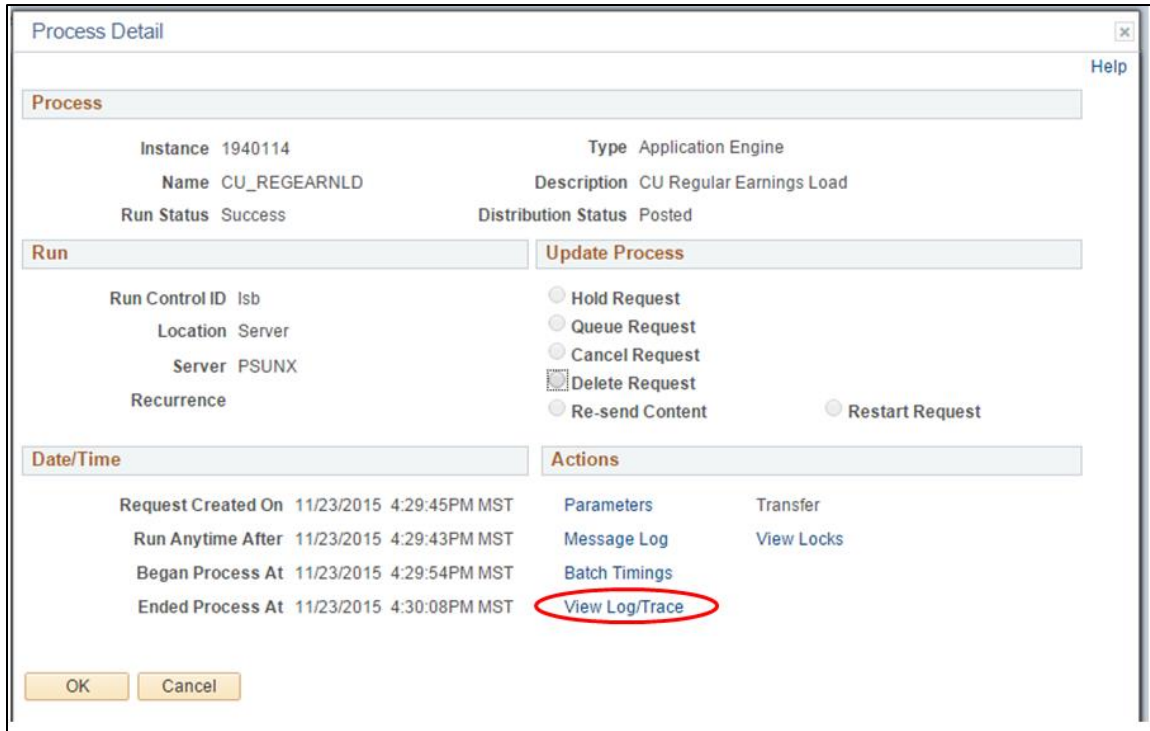 Process Detail
Help
Process
Instance 1940114 Type Application Engine
Name CU_REGEARNLD Description CU Regular Earnings Load
Run Status Success Distribution Status Posted
Run Update Process
Run Control ID lsb Hold Request
Location Server Queue Request
Server PSUNX Cancel Request
Recurrence Delete Request
Re-send Content Restart Request
Date/Time Actions
Request Created On 11/23/2015 4:29:45PM MST Parameters Transfer
Run Anytime After 11/23/2015 4:29:43PM MST Message Log View Locks
Began Process At 11/23/2015 4:29:54PM MST Batch Timings
Ended Process At 11/23/2015 4:30:08PM MST View Log/Trace
OK Cancel